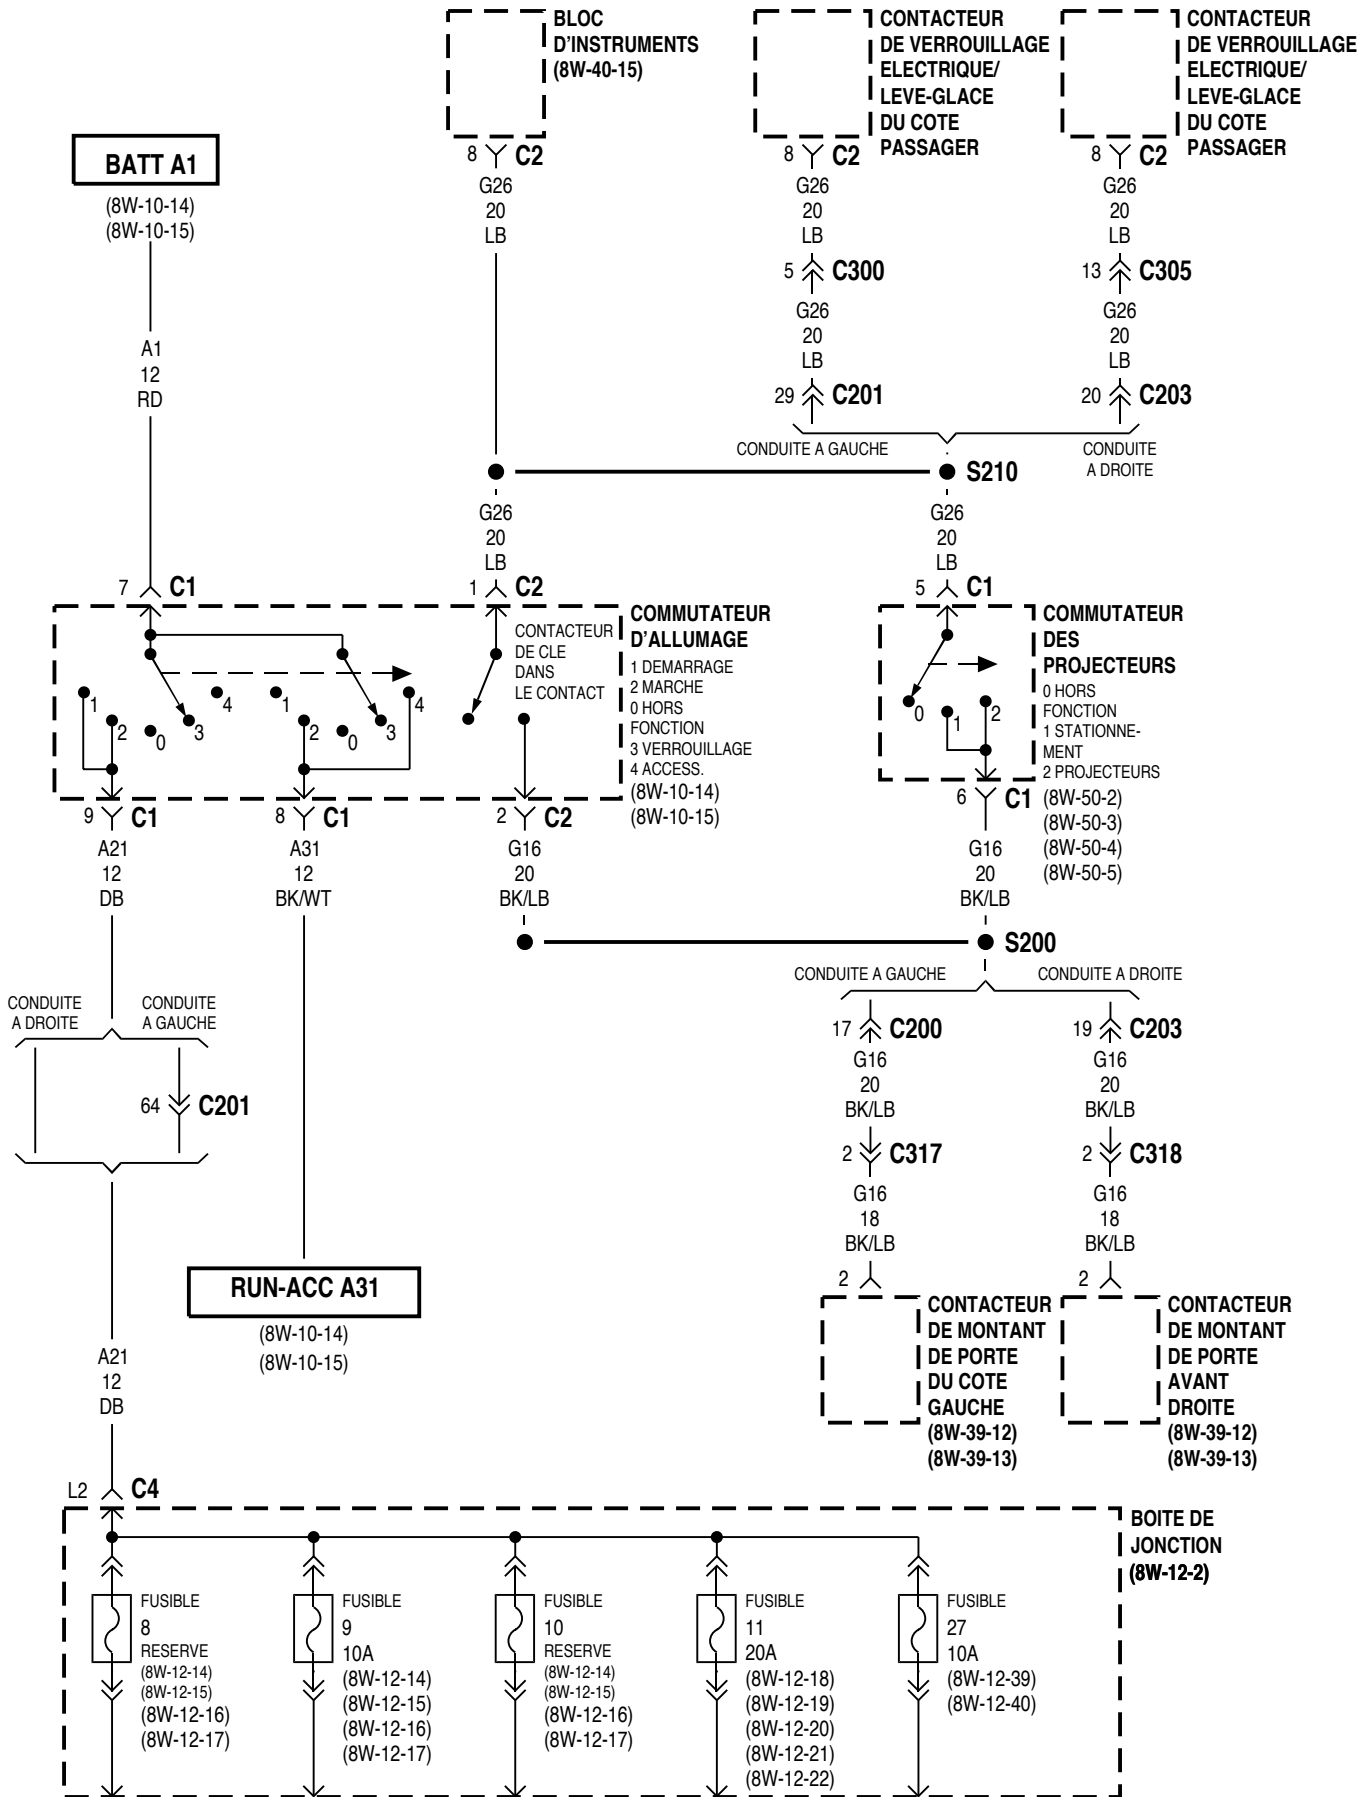 BLOC
D'INSTRUMENTS
(8W-40-15)
CONTACTEUR
DE VERROUILLAGE
ELECTRIQUE/
LEVE-GLACE
DU COTE
PASSAGER
CONTACTEUR
DE VERROUILLAGE
ELECTRIQUE/
LEVE-GLACE
DU COTE
PASSAGER
BATT A1
(8W-10-14)
(8W-10-15)
8 C2
G26
20
LB
8 C2
G26
20
LB
8 C2
G26
20
LB
5 C300
13 C305
G26
20
LB
G26
20
LB
A1
12
RD
29 C201
20 C203
CONDUITE A GAUCHE
CONDUITE
A DROITE
S210
G26
20
LB
G26
20
LB
7 C1
1 C2
5 C1
CONTACTEUR
DE CLE
DANS
LE CONTACT
COMMUTATEUR
D'ALLUMAGE
1 DEMARRAGE
2 MARCHE
0 HORS
FONCTION
3 VERROUILLAGE
4 ACCESS.
(8W-10-14)
(8W-10-15)
1
2
0
3
4
1
2
0
3
4
0
1
2
COMMUTATEUR
DES
PROJECTEURS
0 HORS
FONCTION
1 STATIONNE-
MENT
2 PROJECTEURS
(8W-50-2)
(8W-50-3)
(8W-50-4)
(8W-50-5)
9 C1
8 C1
2 C2
6 C1
A21
12
DB
A31
12
BK/WT
G16
20
BK/LB
G16
20
BK/LB
S200
CONDUITE A GAUCHE
CONDUITE A DROITE
CONDUITE
A DROITE
CONDUITE
A GAUCHE
17 C200
19 C203
G16
20
BK/LB
G16
20
BK/LB
64 C201
2 C317
2 C318
G16
18
BK/LB
G16
18
BK/LB
RUN-ACC A31
(8W-10-14)
(8W-10-15)
2
2
CONTACTEUR
DE MONTANT
DE PORTE
DU COTE
GAUCHE
(8W-39-12)
(8W-39-13)
CONTACTEUR
DE MONTANT
DE PORTE
AVANT
DROITE
(8W-39-12)
(8W-39-13)
A21
12
DB
L2 C4
BOITE DE
JONCTION
(8W-12-2)
FUSIBLE
8
RESERVE
(8W-12-14)
(8W-12-15)
(8W-12-16)
(8W-12-17)
FUSIBLE
9
10A
(8W-12-14)
(8W-12-15)
(8W-12-16)
(8W-12-17)
FUSIBLE
10
RESERVE
(8W-12-14)
(8W-12-15)
(8W-12-16)
(8W-12-17)
FUSIBLE
11
20A
(8W-12-18)
(8W-12-19)
(8W-12-20)
(8W-12-21)
(8W-12-22)
FUSIBLE
27
10A
(8W-12-39)
(8W-12-40)